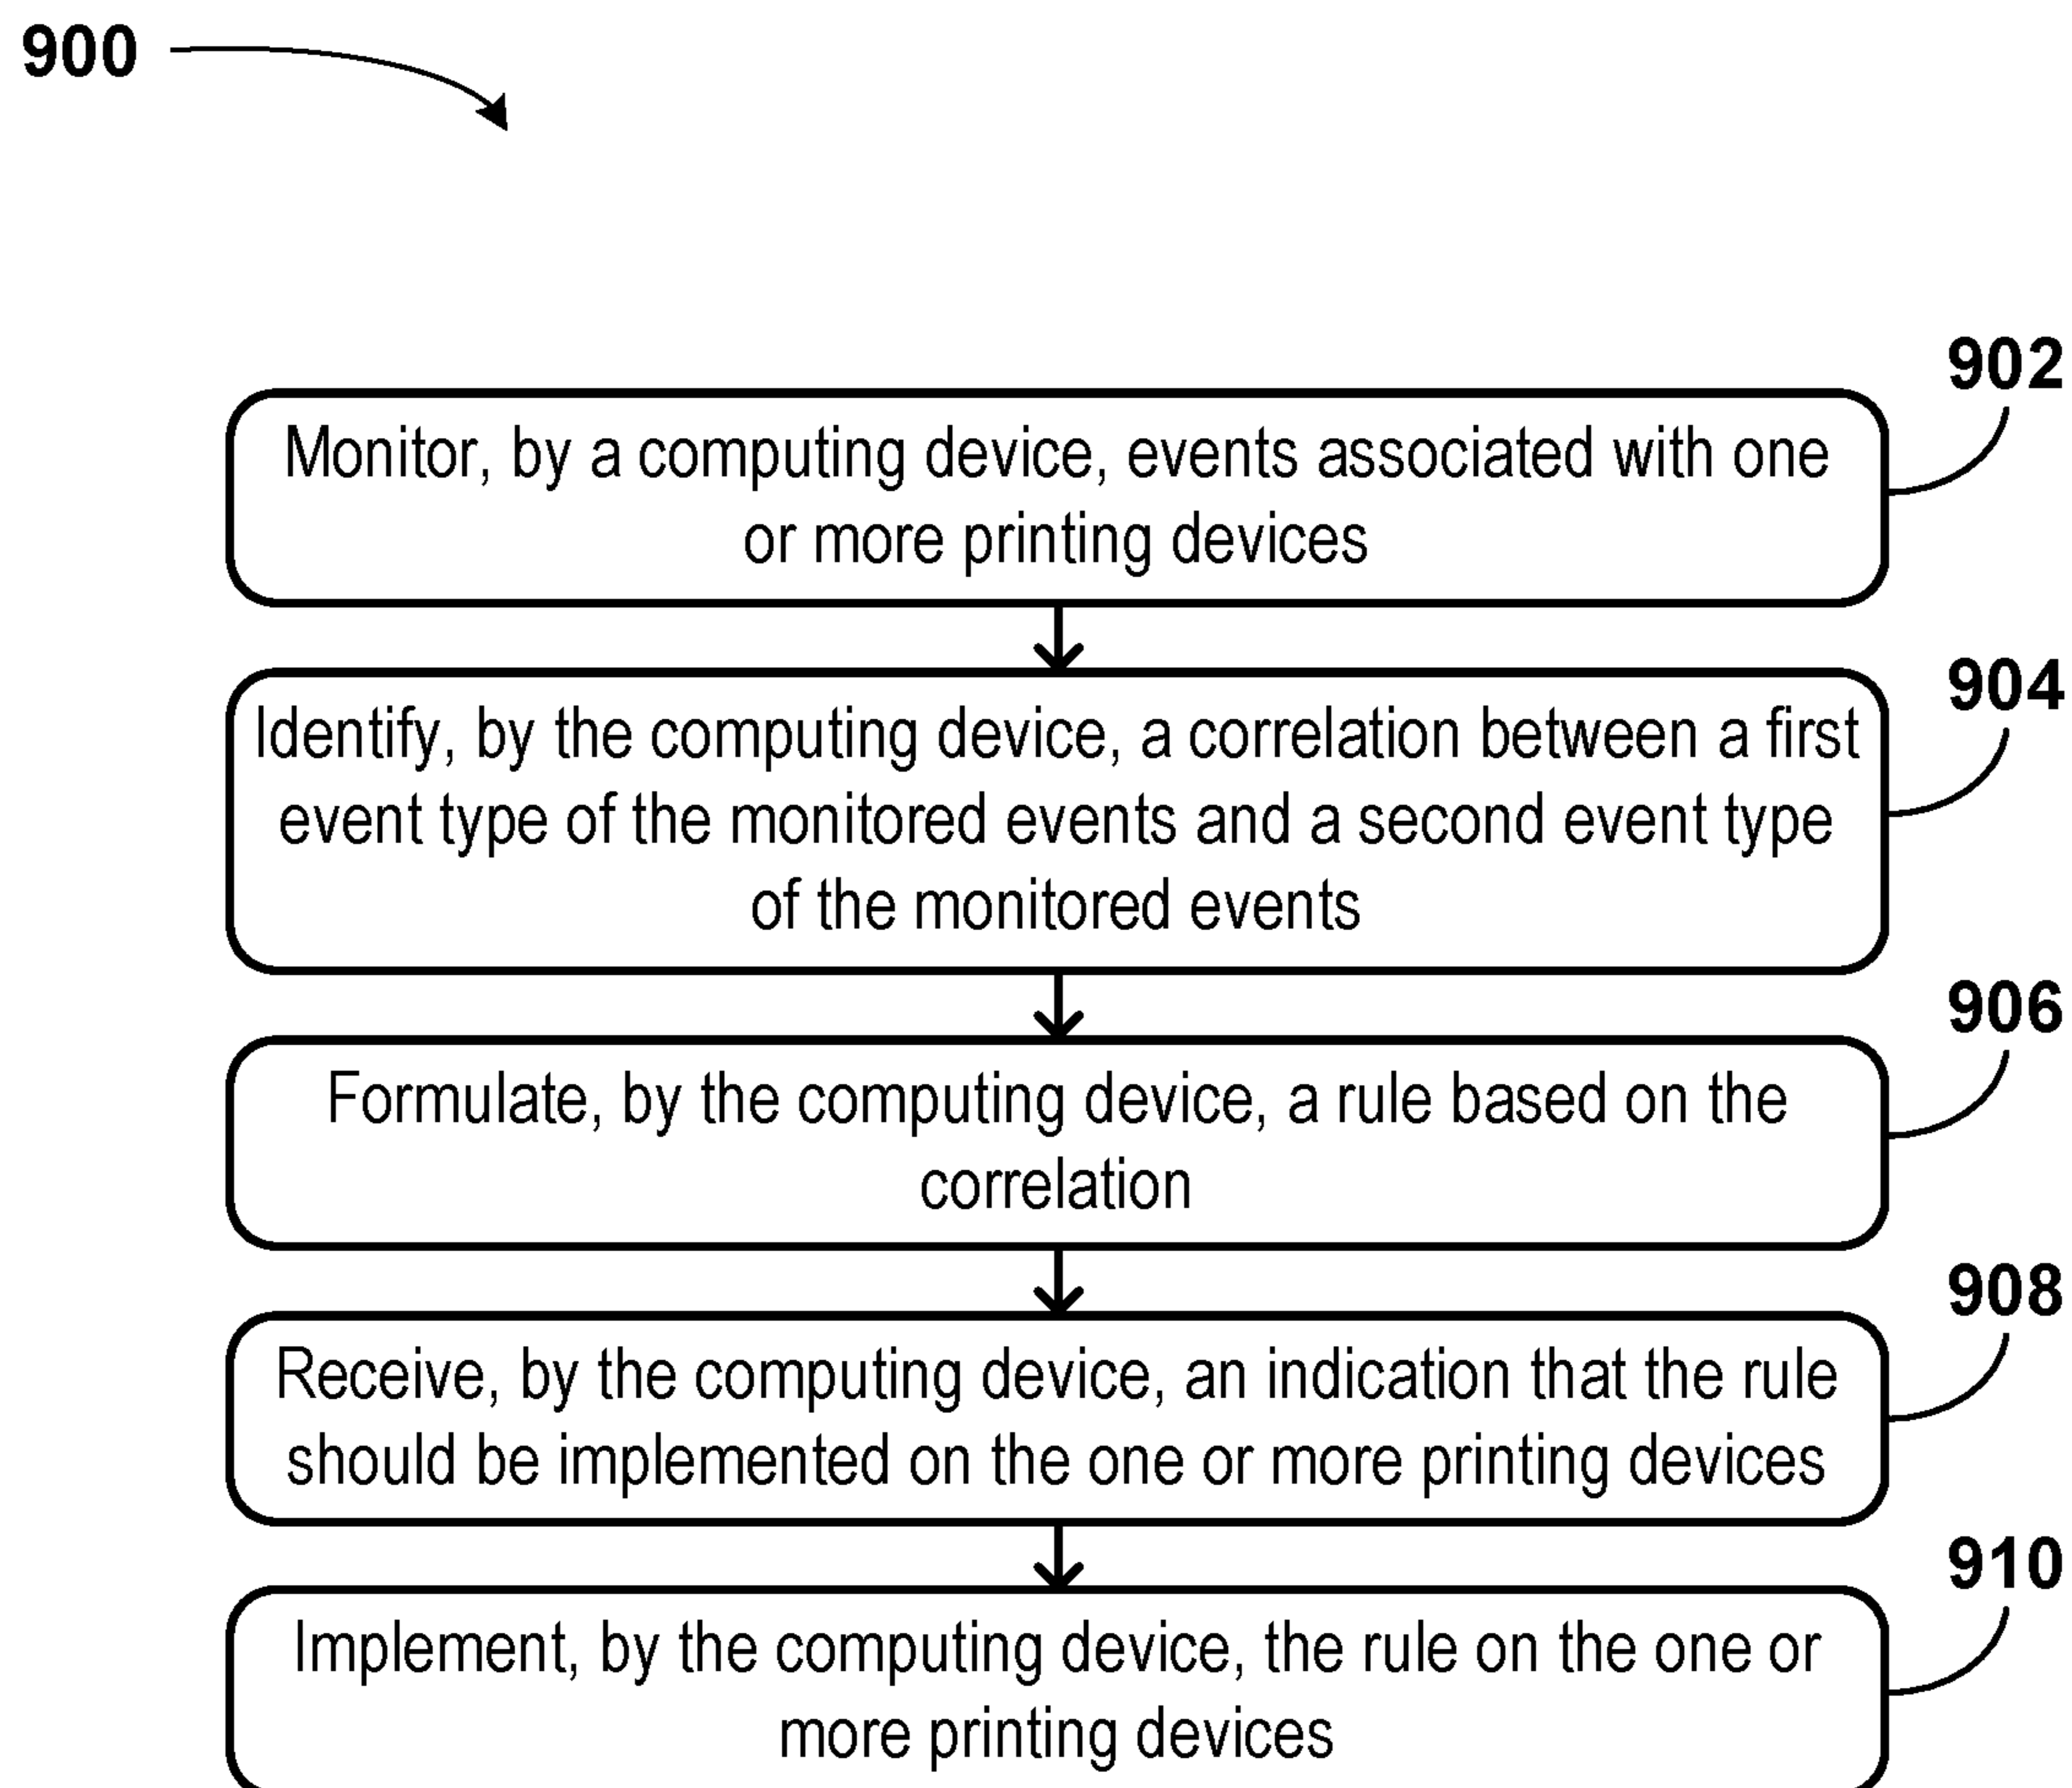 900
902
Monitor, by a computing device, events associated with one
or more printing devices
904
Identify, by the computing device, a correlation between a first
event type of the monitored events and a second event type
of the monitored events
906
Formulate, by the computing device, a rule based on the
correlation
908
Receive, by the computing device, an indication that the rule
should be implemented on the one or more printing devices
910
Implement, by the computing device, the rule on the one or
more printing devices